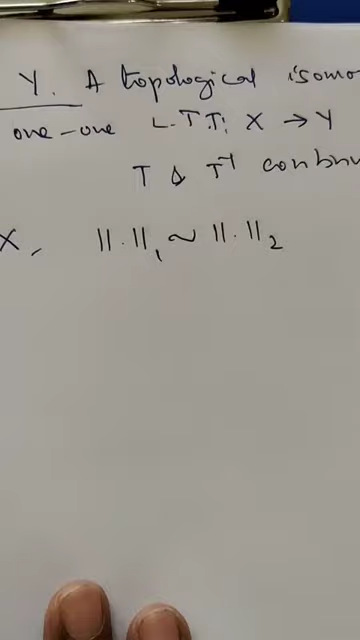 Y. A topological isomo
one-one L.T T: X → Y
T & T⁻¹ continu
X, ||.||₁ ~ ||.||₂